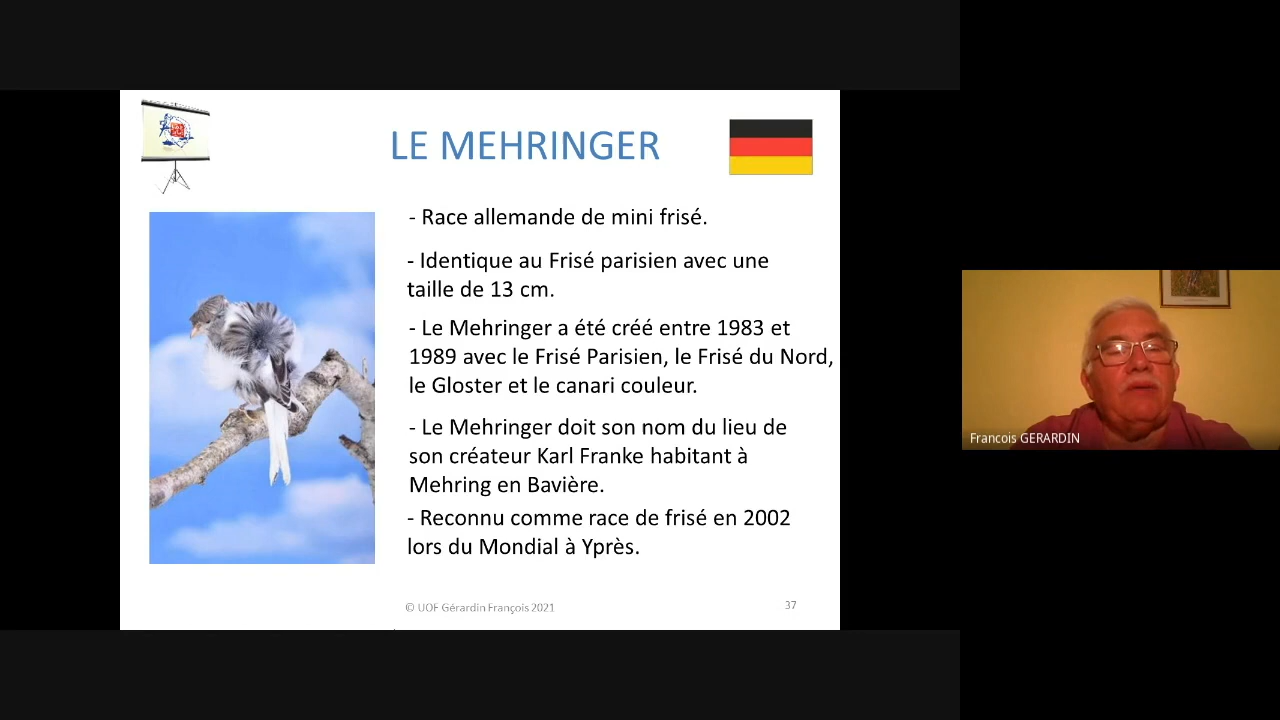 LE MEHRINGER
- Race allemande de mini frisé.
- Identique au Frisé parisien avec une
taille de 13 cm.
- Le Mehringer a été créé entre 1983 et
1989 avec le Frisé Parisien, le Frisé du Nord,
le Gloster et le canari couleur.
- Le Mehringer doit son nom du lieu de
son créateur Karl Franke habitant à
Mehring en Bavière.
- Reconnu comme race de frisé en 2002
lors du Mondial à Yprès.
© UOF Gérardin François 2021
37
Francois GERARDIN